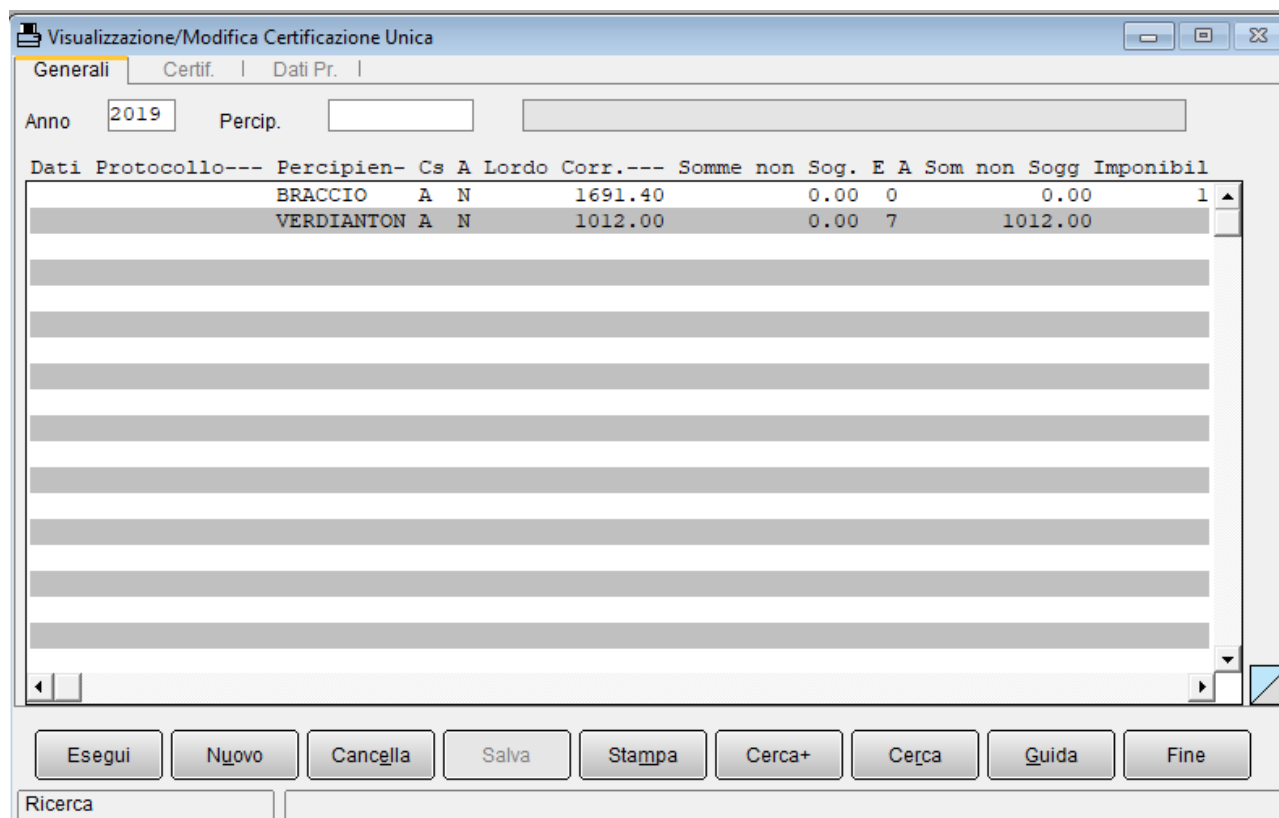 Visualizzazione/Modifica Certificazione Unica
Generali Certif. Dati Pr.
Anno 2019 Percip.
Dati Protocollo--- Percipien- Cs A Lordo Corr.--- Somme non Sog. E A Som non Sogg Imponibil
BRACCIO A N 1691.40 0.00 0 0.00 1
VERDIANTON A N 1012.00 0.00 7 1012.00
Esegui Nuovo Cancella Salva Stampa Cerca+ Cerca Guida Fine
Ricerca